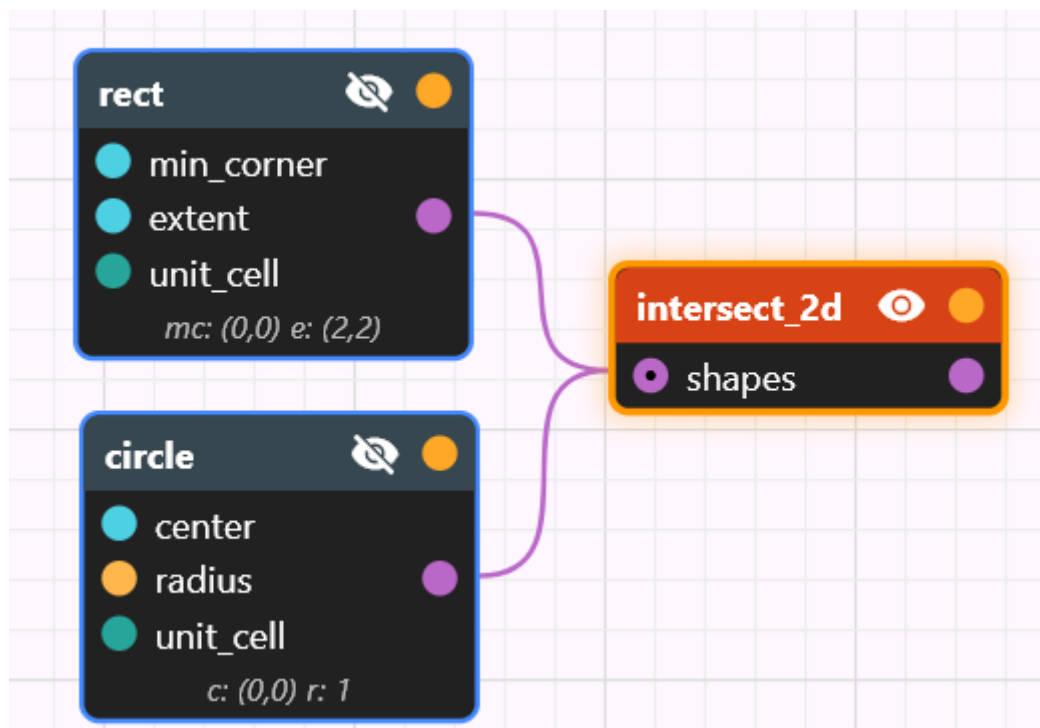 rect
min_corner
extent
unit_cell
mc: (0,0) e: (2,2)
intersect_2d
shapes
circle
center
radius
unit_cell
c: (0,0) r: 1